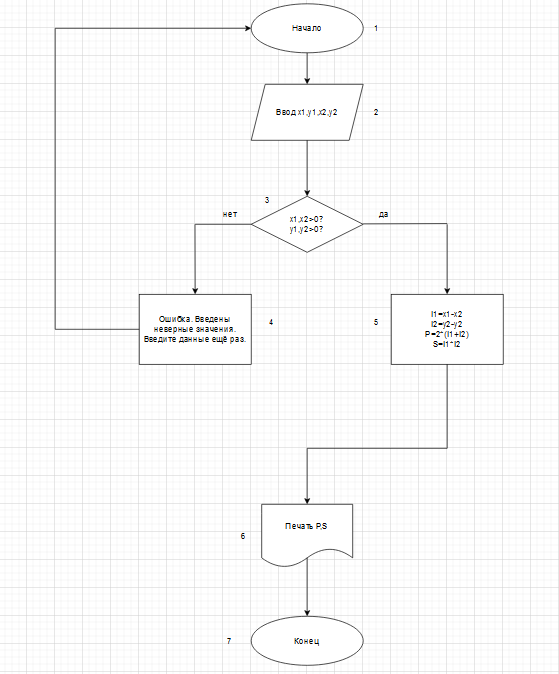 Начало
1
Ввод x1,y1,x2,y2
2
3
нет
x1,x2>0?
y1,y2>0?
да
Ошибка. Введены
неверные значения.
Введите данные ещё раз.
4
5
l1=x1-x2
l2=y2-y2
P=2*(l1+l2)
S=l1*l2
Печать P,S
6
7
Конец